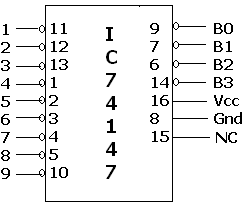 1 11 I 9 B0
2 12 C 7 B1
3 13 7 6 B2
4 1 4 14 B3
5 2 1 16 Vcc
6 3 4 8 Gnd
7 4 7 15 NC
8 5
9 10